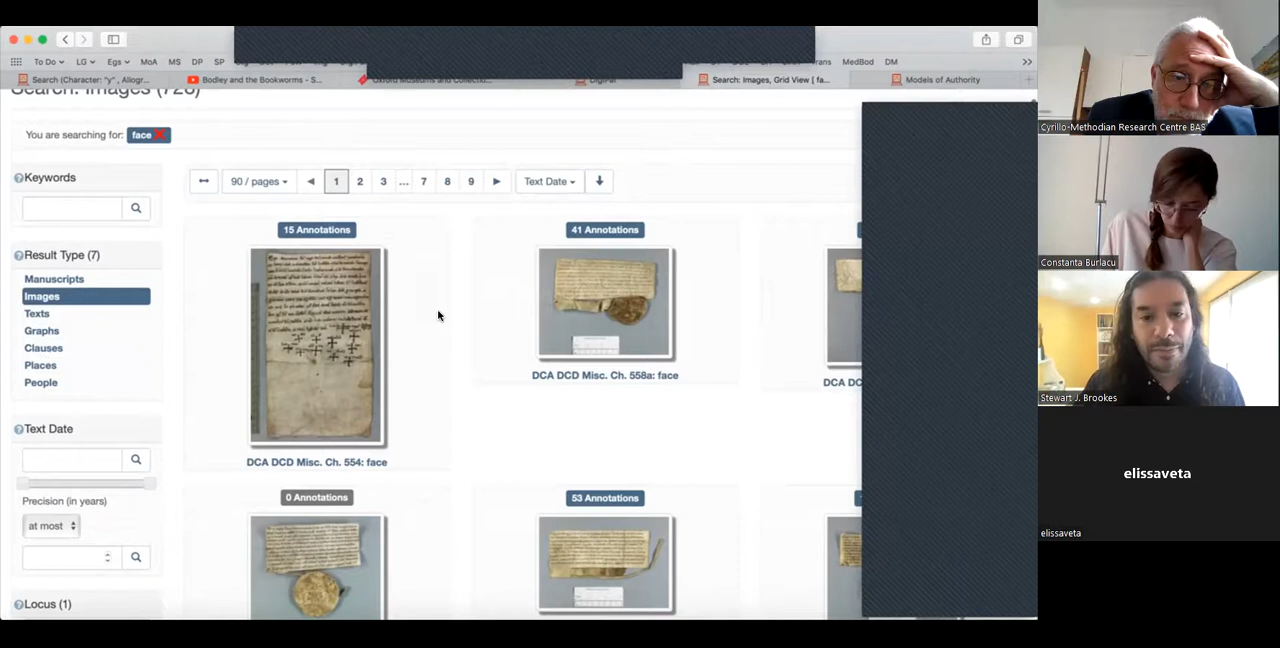 To Do LG Egs MoA MS DP SP MedBod DM
Search (Character: "y", Allogr...
Bodley and the Bookworms - S...
Oxford Museums and Collectio...
DigiPal
Search: Images, Grid View [ fa...
Models of Authority
Search: Images (728)
You are searching for: face
Keywords
90 / pages 1 2 3 ... 7 8 9 Text Date
Result Type (7)
Manuscripts
Images
Texts
Graphs
Clauses
Places
People
Text Date
Precision (in years)
at most
Locus (1)
15 Annotations
41 Annotations
DCA DCD Misc. Ch. 558a: face
DCA DC
DCA DCD Misc. Ch. 554: face
0 Annotations
53 Annotations
Cyrillo-Methodian Research Centre BAS
Constanta Burlacu
Stewart J. Brookes
elissaveta
elissaveta